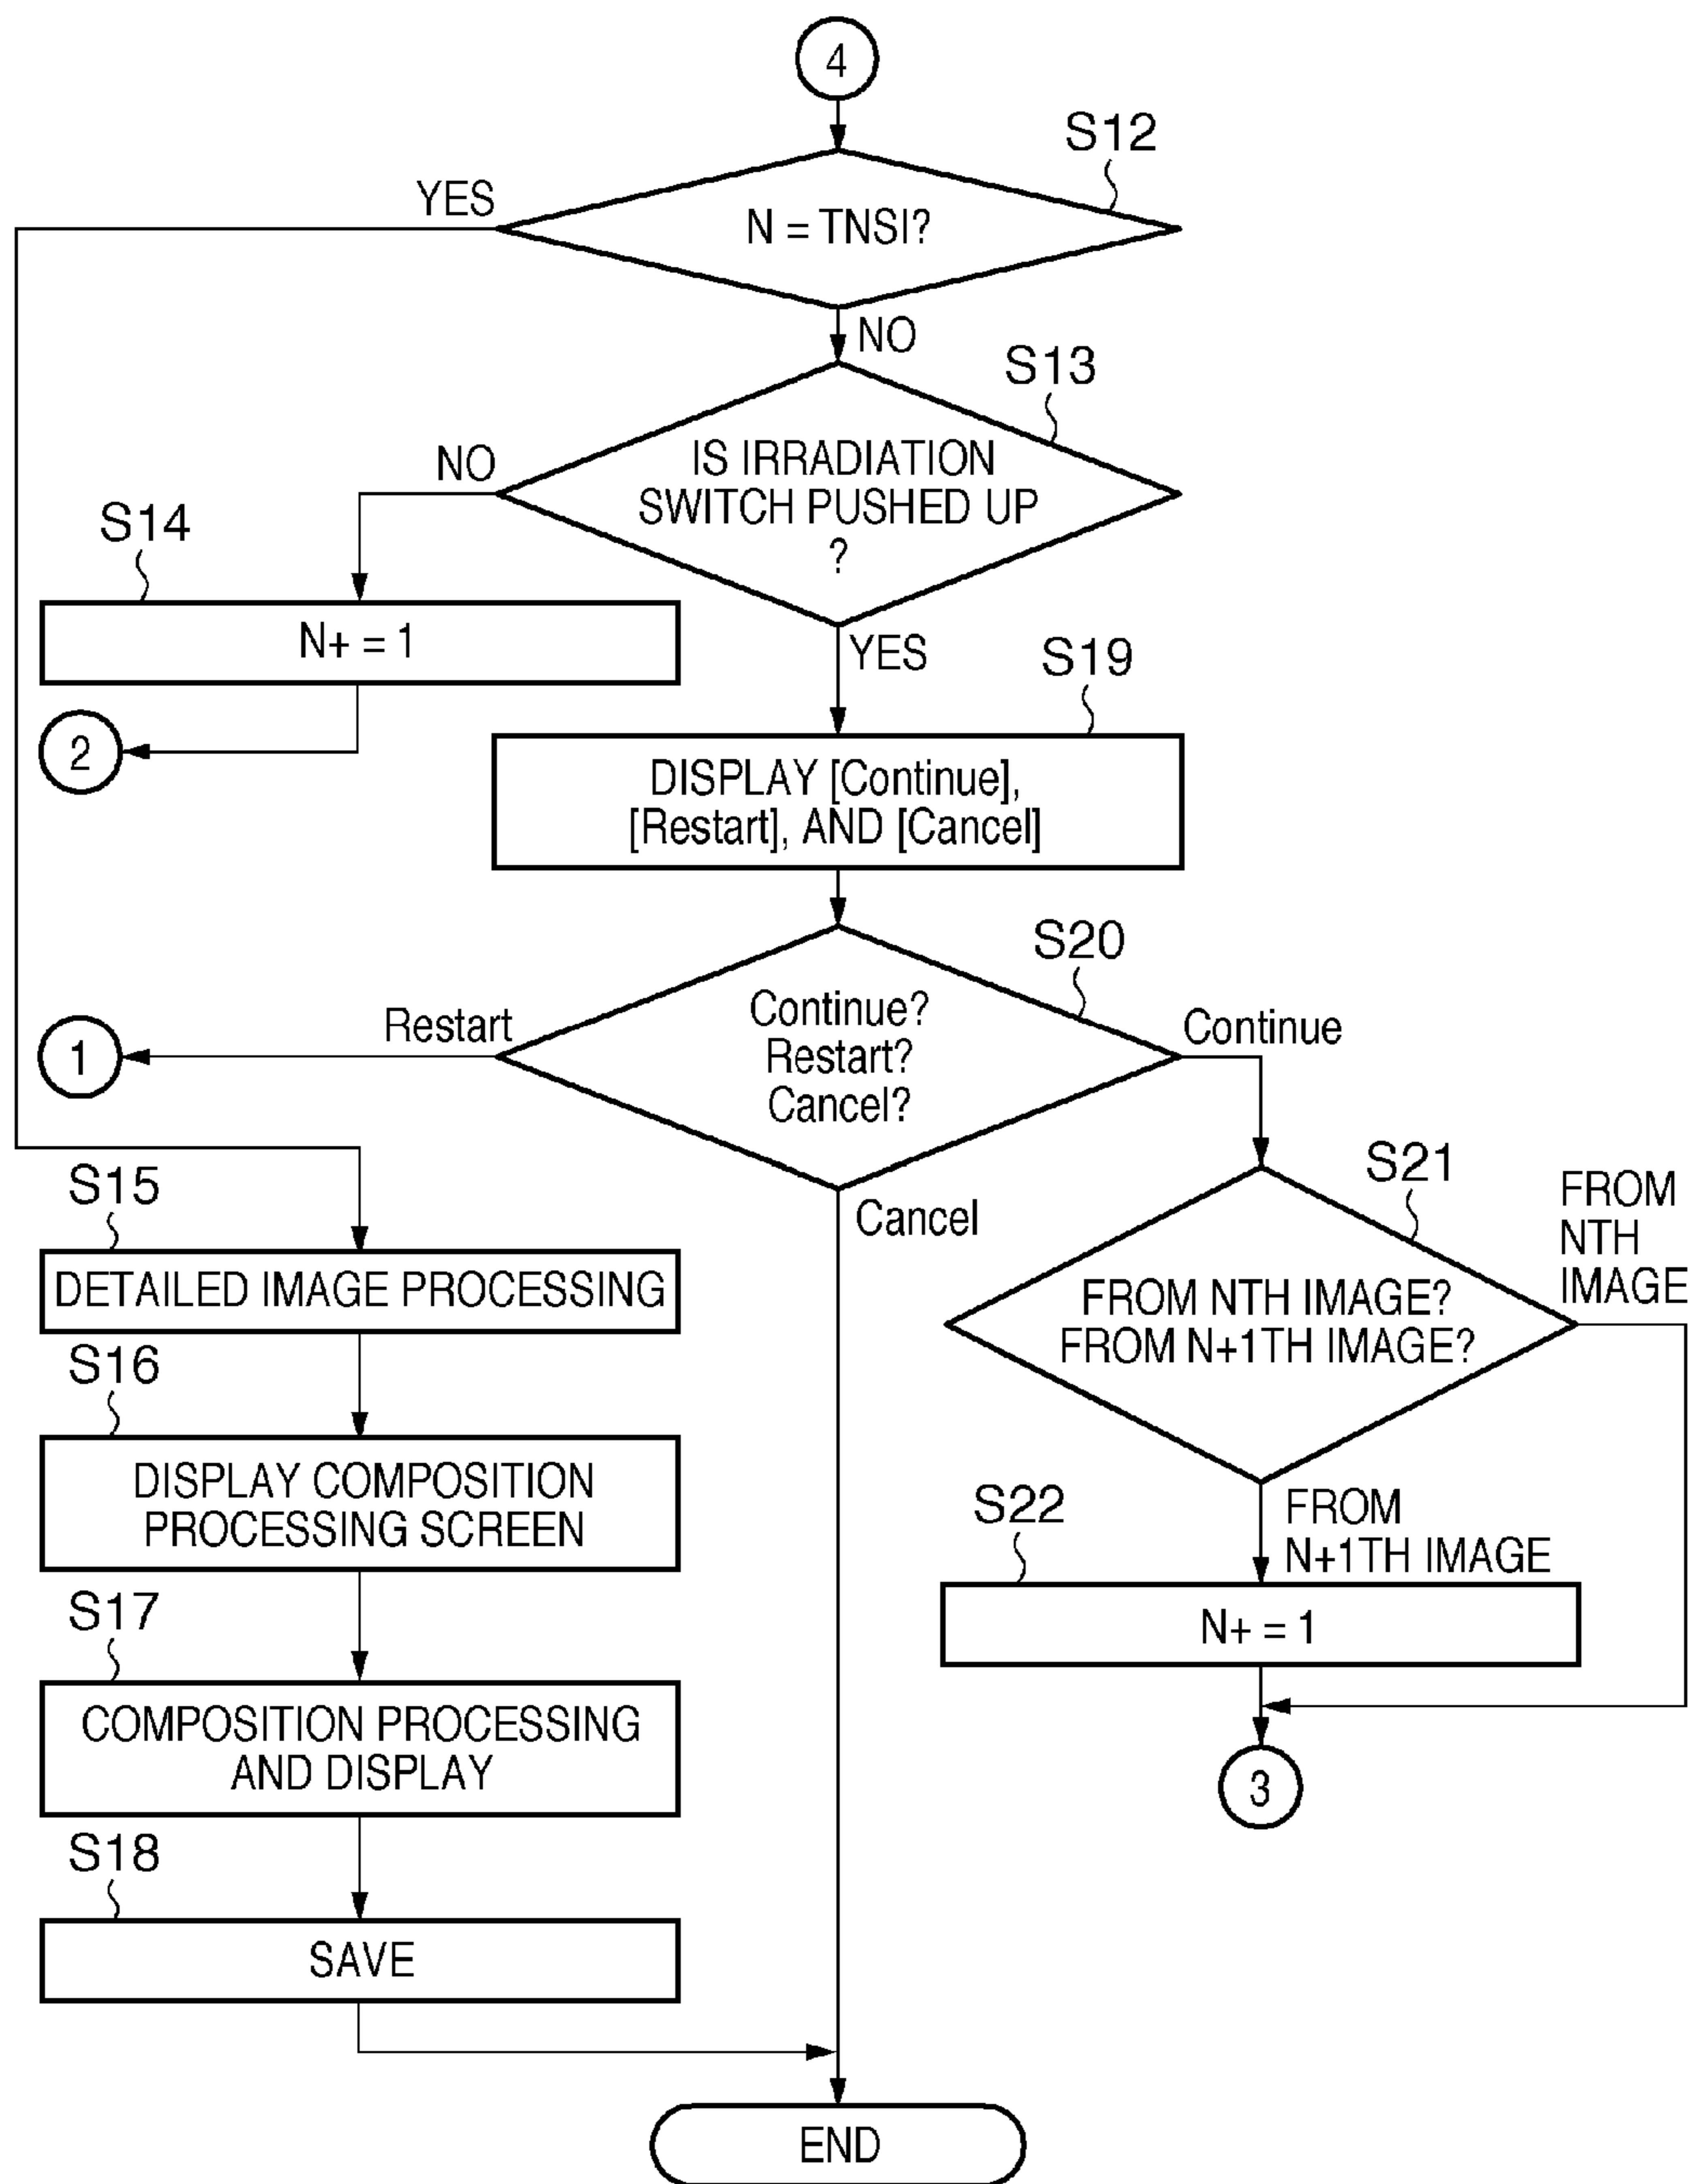 4
S12
YES
N = TNSI?
NO
S13
NO
IS IRRADIATION
SWITCH PUSHED UP
?
S14
N+ = 1
YES
S19
2
DISPLAY [Continue],
[Restart], AND [Cancel]
S20
Restart
Continue?
Restart?
Cancel?
Continue
1
Cancel
S21
FROM
NTH
IMAGE
FROM NTH IMAGE?
FROM N+1TH IMAGE?
S15
DETAILED IMAGE PROCESSING
S16
DISPLAY COMPOSITION
PROCESSING SCREEN
S22
FROM
N+1TH IMAGE
N+ = 1
S17
COMPOSITION PROCESSING
AND DISPLAY
3
S18
SAVE
END